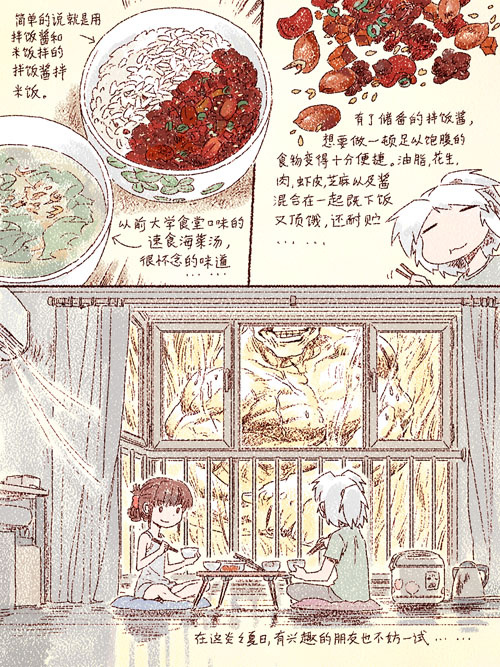 简单的说就是用
拌饭酱和
米饭拌的
拌饭酱拌
米饭。
有了储备的拌饭酱，
想要做一顿足以饱腹的
食物变得十分便捷。油脂，花生，
肉，虾皮，芝麻以及酱
混合在一起既下饭
又顶饿，还耐贮
… … …
以前大学食堂口味的
速食海菜汤，
很怀念的味道
… …
在这炎々夏日，有兴趣的朋友也不妨一试 … … …